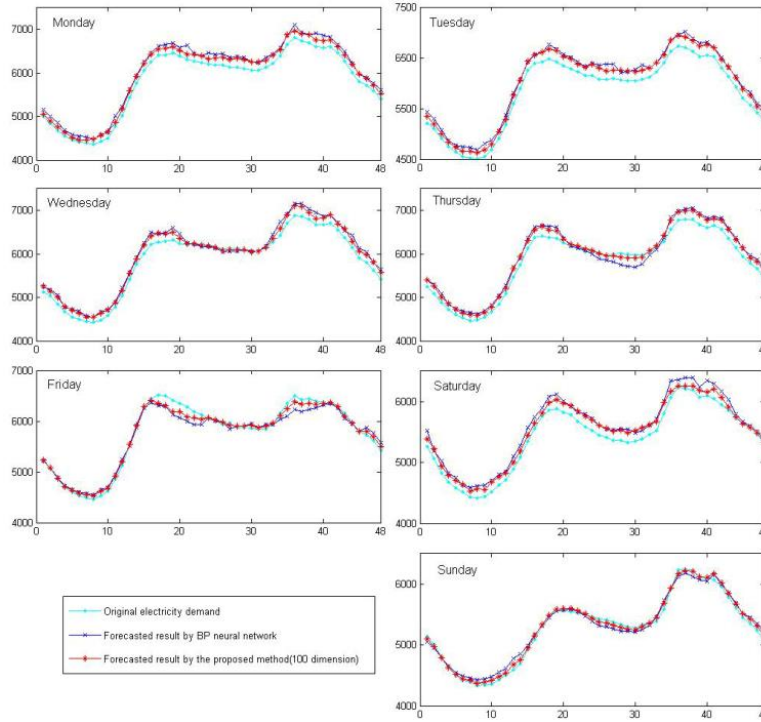 Monday
7000
6000
5000
4000
0 10 20 30 40 48
Tuesday
7500
6500
5500
4500
0 10 20 30 40
Wednesday
7000
6000
5000
4000
0 10 20 30 40 48
Thursday
7000
6000
5000
4000
0 10 20 30 40
Friday
7000
6000
5000
4000
0 10 20 30 40 48
Saturday
6000
5000
4000
0 10 20 30 40
Sunday
6000
5000
4000
0 10 20 30 40
Original electricity demand
Forecasted result by BP neural network
Forecasted result by the proposed method(100 dimension)